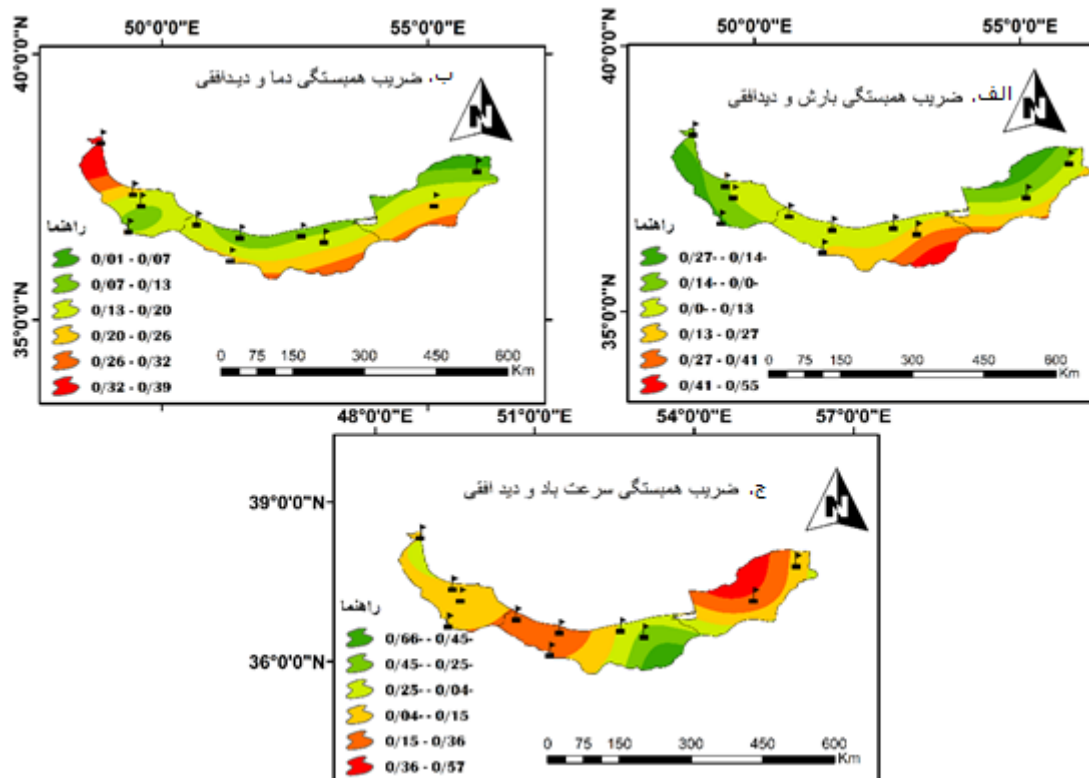 50°0'0"E 55°0'0"E
40°0'0"N
35°0'0"N
ب. ضریب همبستگی دما و دیدافقی
N
راهنما
0/01 - 0/07
0/07 - 0/13
0/13 - 0/20
0/20 - 0/26
0/26 - 0/32
0/32 - 0/39
0 75 150 300 450 600
Km
50°0'0"E 55°0'0"E
40°0'0"N
35°0'0"N
الف. ضریب همبستگی بارش و دیدافقی
N
راهنما
0/27-- 0/14-
0/14-- 0/0-
0/0-- 0/13
0/13 - 0/27
0/27 - 0/41
0/41 - 0/55
0 75 150 300 450 600
Km
48°0'0"E 51°0'0"E 54°0'0"E 57°0'0"E
39°0'0"N
36°0'0"N
ج. ضریب همبستگی سرعت باد و دید افقی
N
راهنما
0/66-- 0/45-
0/45-- 0/25-
0/25-- 0/04-
0/04-- 0/15
0/15 - 0/36
0/36 - 0/57
0 75 150 300 450 600
Km